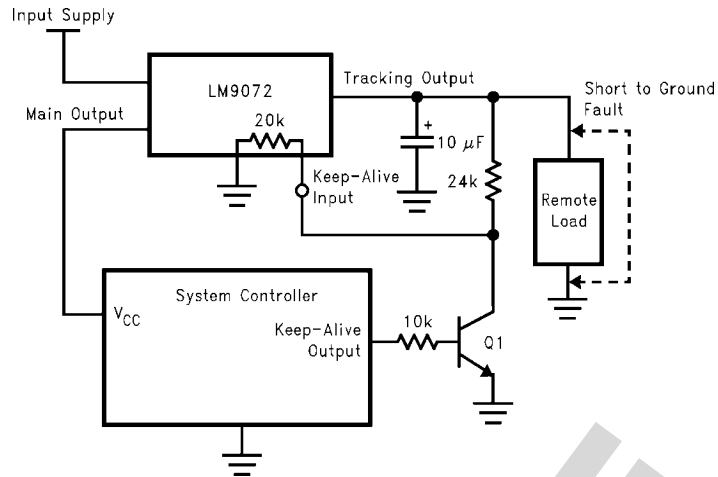 Input Supply
LM9072
Tracking Output
Short to Ground
Fault
Main Output
20k
+
10 μF
Keep-Alive
Input
24k
Remote
Load
System Controller
VCC
Keep-Alive
Output
10k
Q1